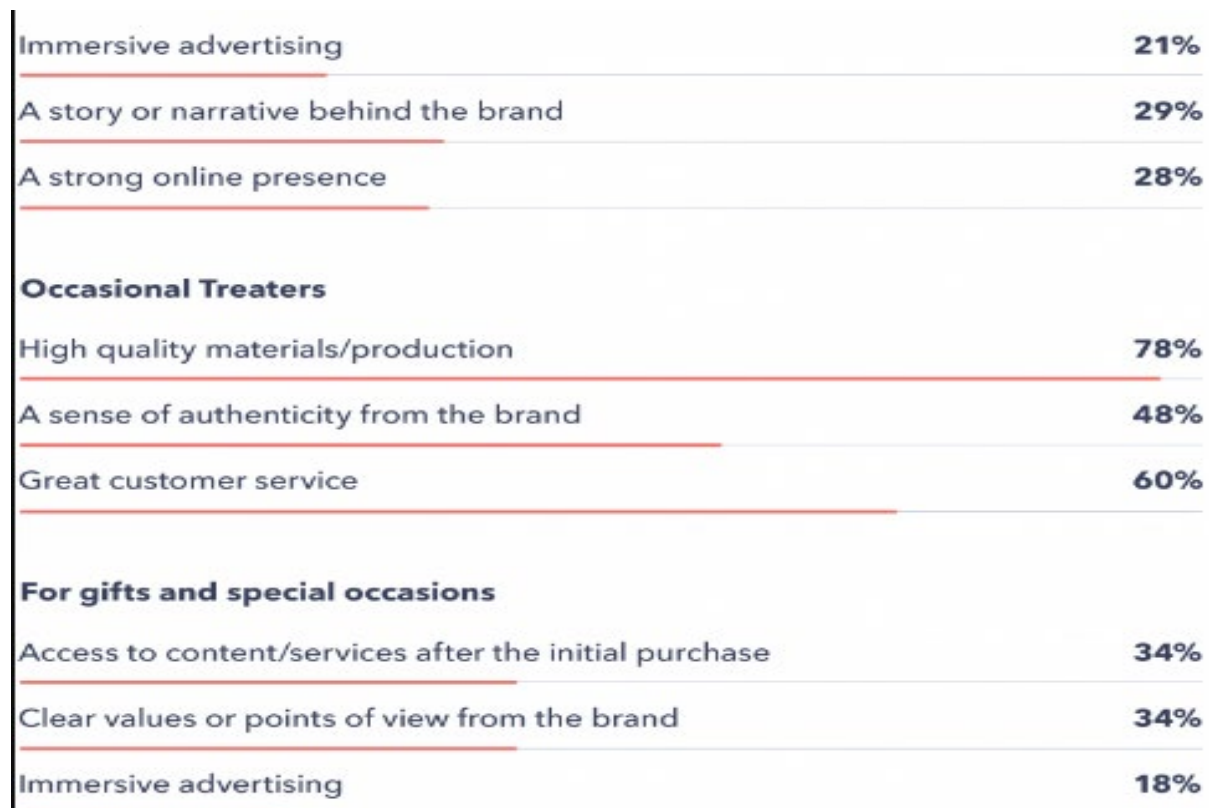 Immersive advertising 21%
A story or narrative behind the brand 29%
A strong online presence 28%
Occasional Treaters
High quality materials/production 78%
A sense of authenticity from the brand 48%
Great customer service 60%
For gifts and special occasions
Access to content/services after the initial purchase 34%
Clear values or points of view from the brand 34%
Immersive advertising 18%